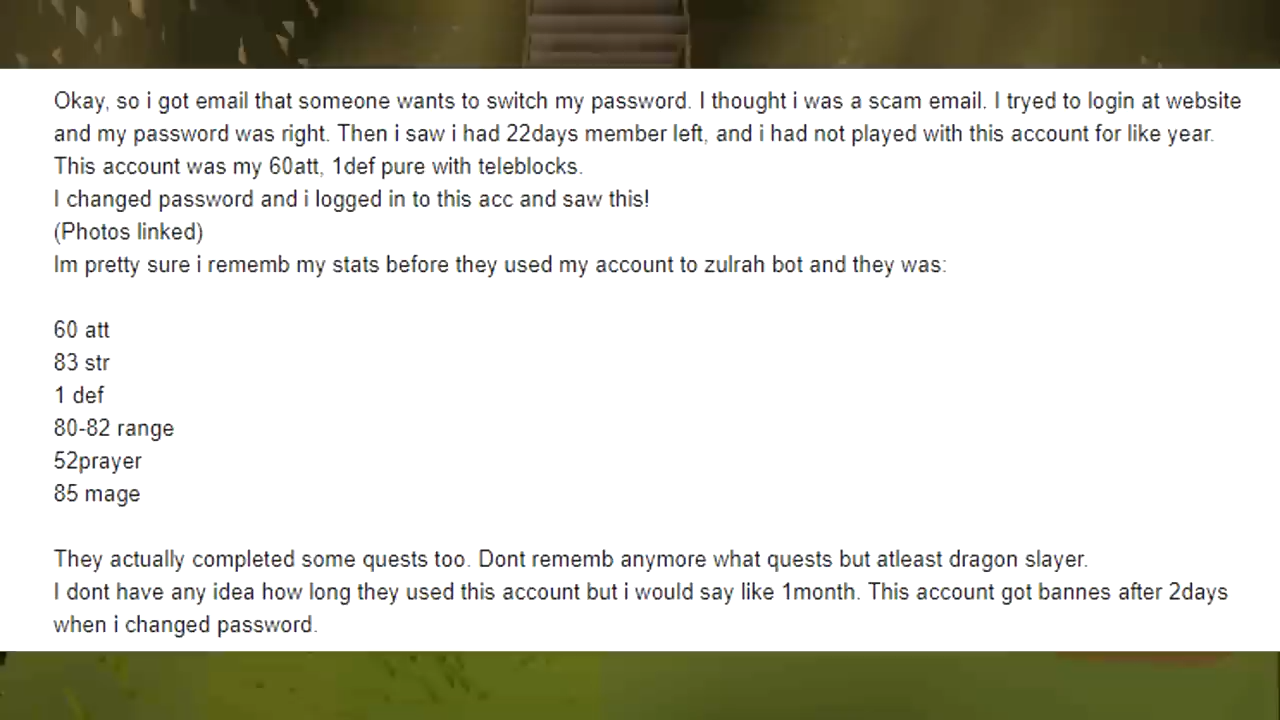 Okay, so i got email that someone wants to switch my password. I thought i was a scam email. I tryed to login at website
and my password was right. Then i saw i had 22days member left, and i had not played with this account for like year.
This account was my 60att, 1def pure with teleblocks.
I changed password and i logged in to this acc and saw this!
(Photos linked)
Im pretty sure i rememb my stats before they used my account to zulrah bot and they was:
60 att
83 str
1 def
80-82 range
52prayer
85 mage
They actually completed some quests too. Dont rememb anymore what quests but atleast dragon slayer.
I dont have any idea how long they used this account but i would say like 1month. This account got bannes after 2days
when i changed password.